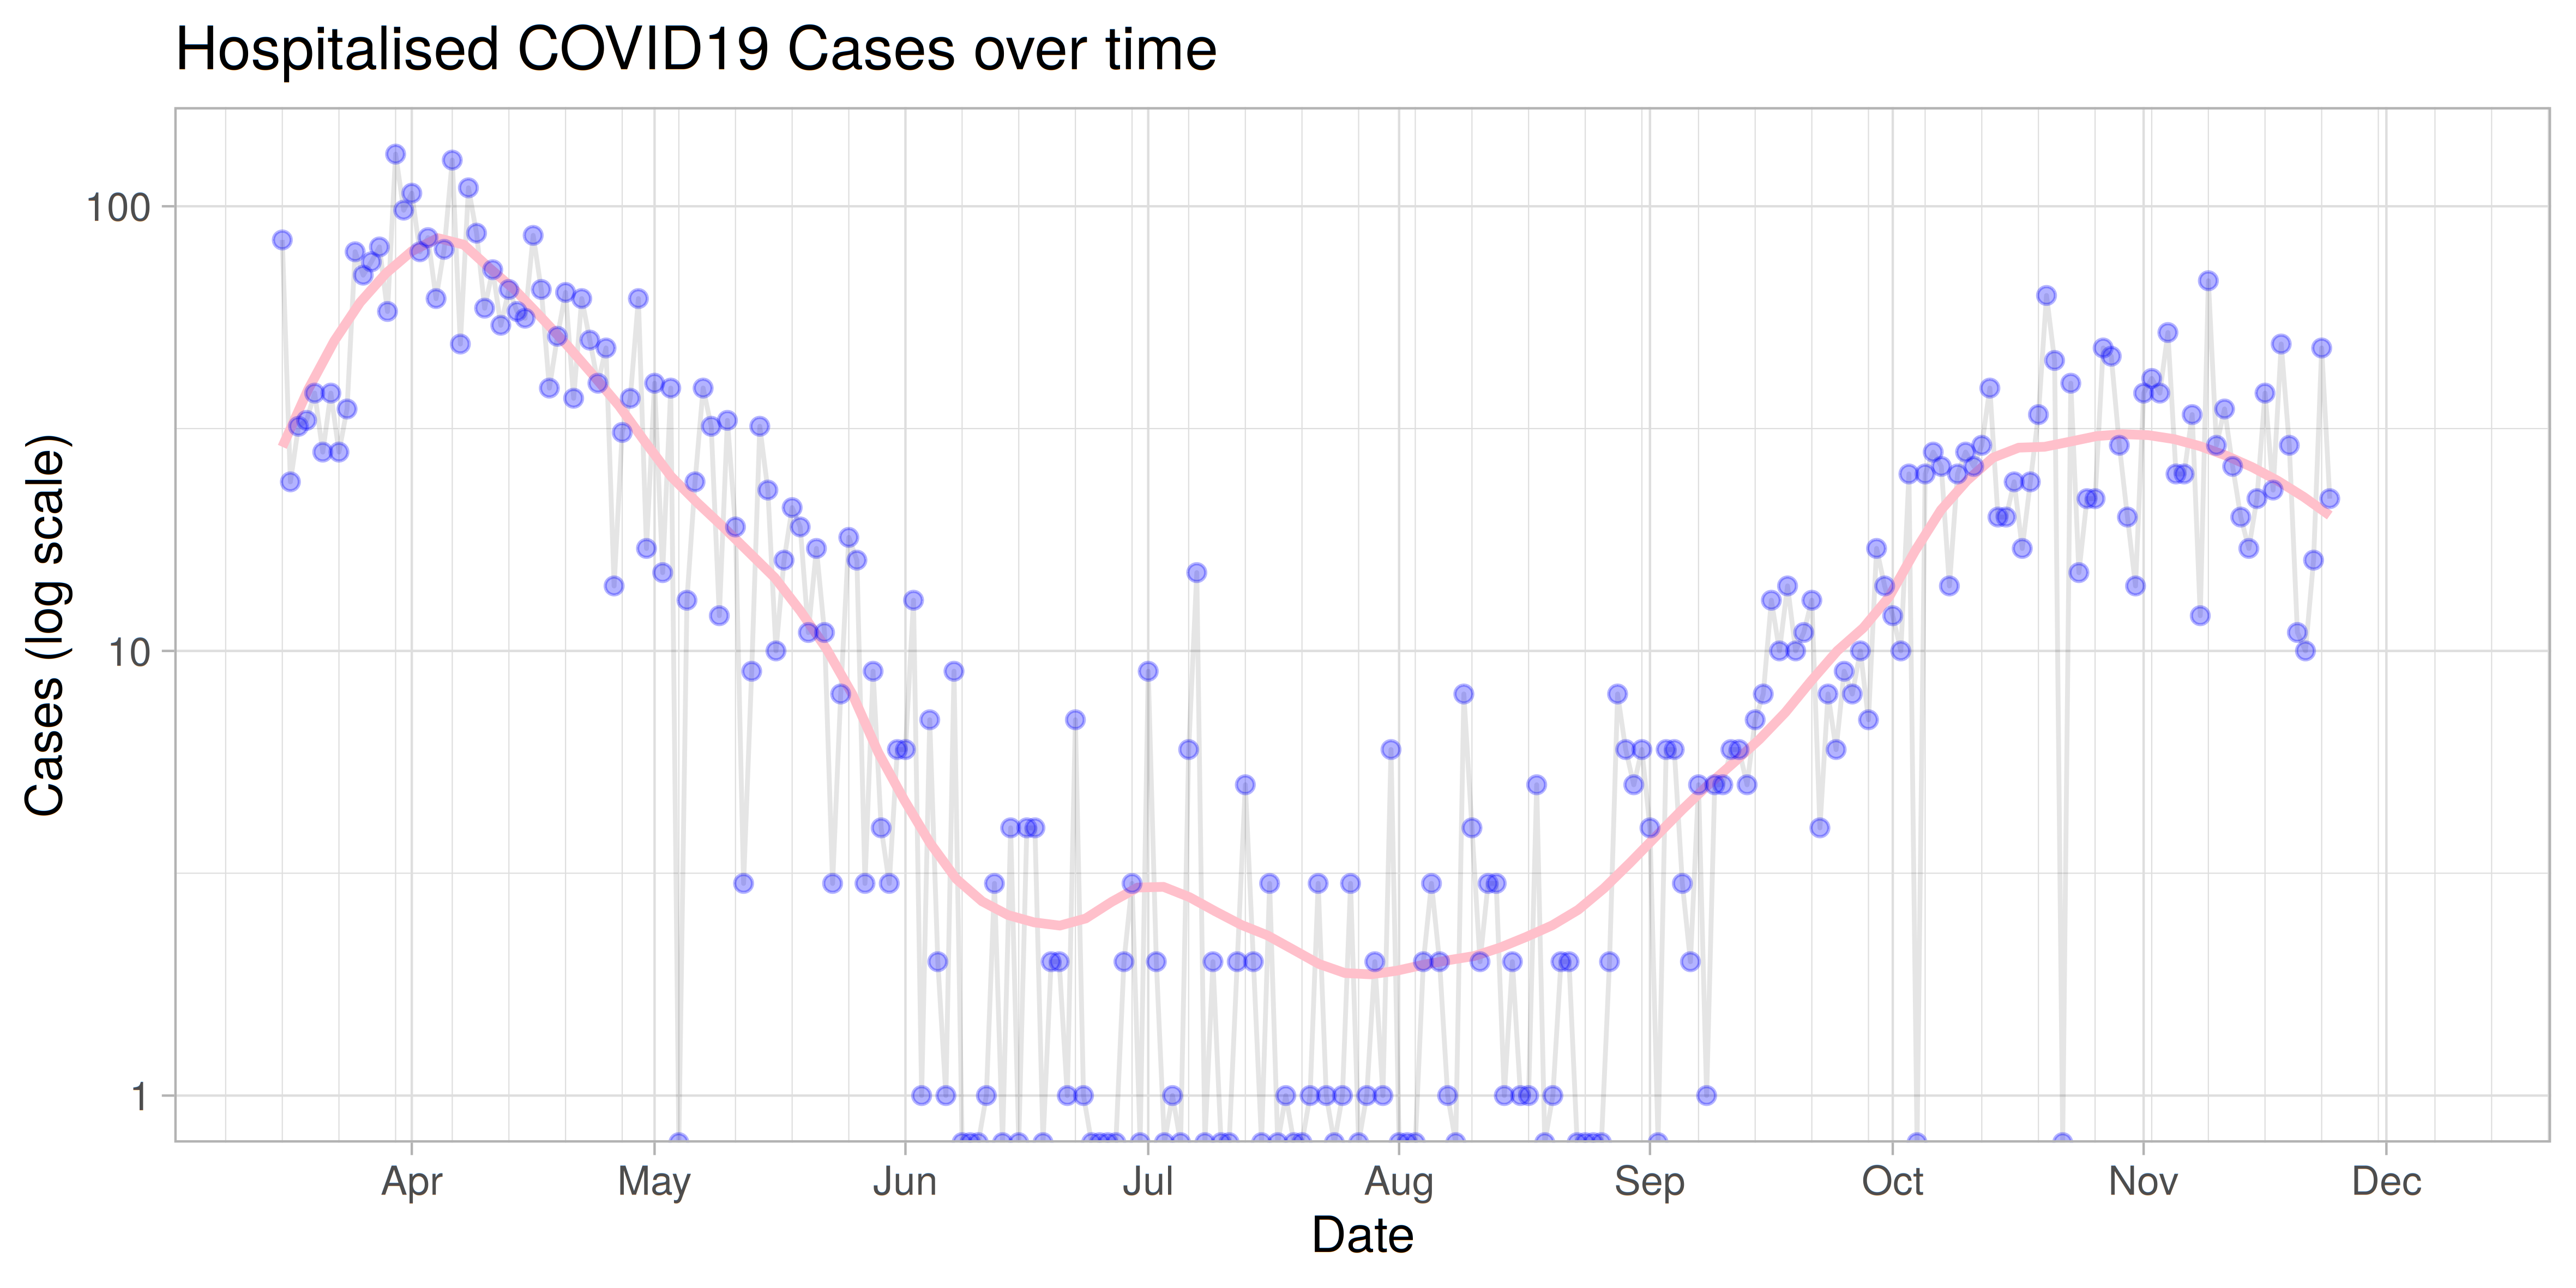 Hospitalised COVID19 Cases over time
Cases (log scale)
100
10
1
Apr May Jun Jul Aug Sep Oct Nov Dec
Date